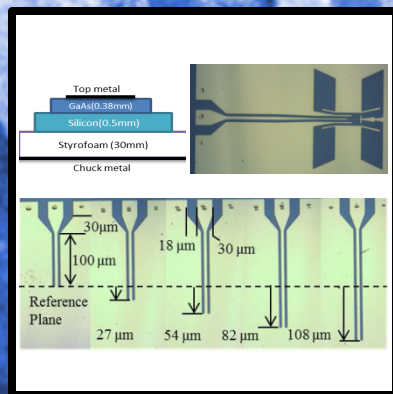 Top metal
GaAs(0.38mm)
Silicon(0.5mm)
Styrofoam (30mm)
Chuck metal
30μm
100 μm
18 μm
30 μm
Reference
Plane
27 μm
54 μm
82 μm
108 μm